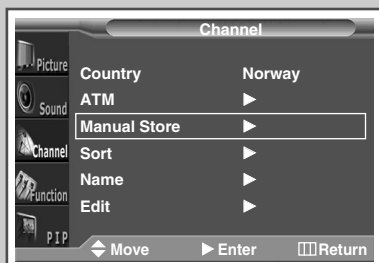 Channel
Picture
Sound
Channel
Function
PIP
Country Norway
ATM
Manual Store
Sort
Name
Edit
Move Enter Return